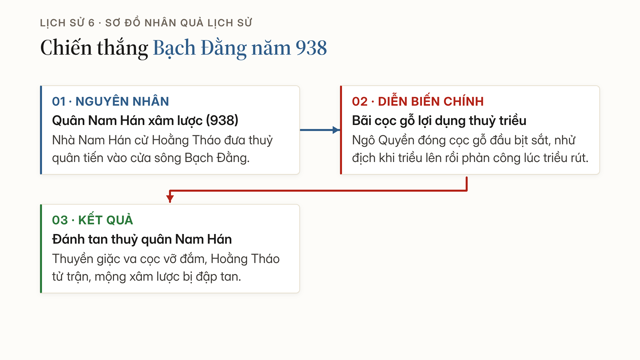 LỊCH SỬ 6 · SƠ ĐỒ NHÂN QUẢ LỊCH SỬ
Chiến thắng Bạch Đằng năm 938
01 · NGUYÊN NHÂN
Quân Nam Hán xâm lược (938)
Nhà Nam Hán cử Hoằng Tháo đưa thuỷ
quân tiến vào cửa sông Bạch Đằng.
02 · DIỄN BIẾN CHÍNH
Bãi cọc gỗ lợi dụng thuỷ triều
Ngô Quyền đóng cọc gỗ đầu bịt sắt, nhử
địch khi triều lên rồi phản công lúc triều rút.
03 · KẾT QUẢ
Đánh tan thuỷ quân Nam Hán
Thuyền giặc va cọc vỡ đắm, Hoằng Tháo
tử trận, mộng xâm lược bị đập tan.